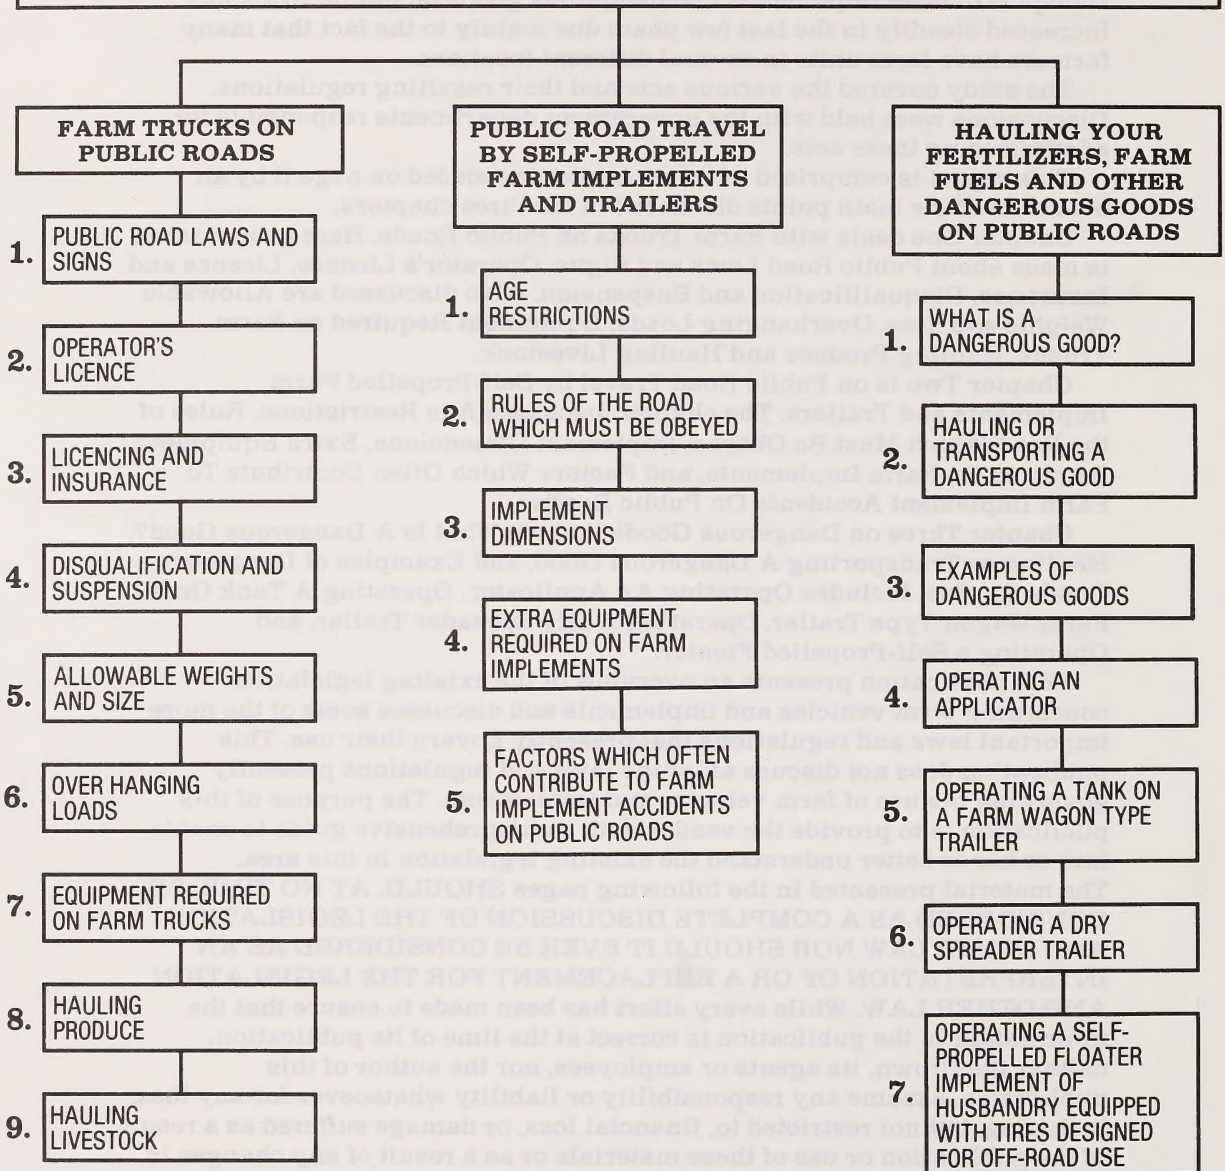 FARM TRUCKS ON
PUBLIC ROADS
1. PUBLIC ROAD LAWS AND
SIGNS
2. OPERATOR'S
LICENCE
3. LICENCING AND
INSURANCE
4. DISQUALIFICATION AND
SUSPENSION
5. ALLOWABLE WEIGHTS
AND SIZE
6. OVER HANGING
LOADS
7. EQUIPMENT REQUIRED
ON FARM TRUCKS
8. HAULING
PRODUCE
9. HAULING
LIVESTOCK
PUBLIC ROAD TRAVEL
BY SELF-PROPELLED
FARM IMPLEMENTS
AND TRAILERS
1. AGE
RESTRICTIONS
2. RULES OF THE ROAD
WHICH MUST BE OBEYED
3. IMPLEMENT
DIMENSIONS
4. EXTRA EQUIPMENT
REQUIRED ON FARM
IMPLEMENTS
5. FACTORS WHICH OFTEN
CONTRIBUTE TO FARM
IMPLEMENT ACCIDENTS
ON PUBLIC ROADS
HAULING YOUR
FERTILIZERS, FARM
FUELS AND OTHER
DANGEROUS GOODS
ON PUBLIC ROADS
1. WHAT IS A
DANGEROUS GOOD?
2. HAULING OR
TRANSPORTING A
DANGEROUS GOOD
3. EXAMPLES OF
DANGEROUS GOODS
4. OPERATING AN
APPLICATOR
5. OPERATING A TANK ON
A FARM WAGON TYPE
TRAILER
6. OPERATING A DRY
SPREADER TRAILER
7. OPERATING A SELF-
PROPELLED FLOATER
IMPLEMENT OF
HUSBANDRY EQUIPPED
WITH TIRES DESIGNED
FOR OFF-ROAD USE